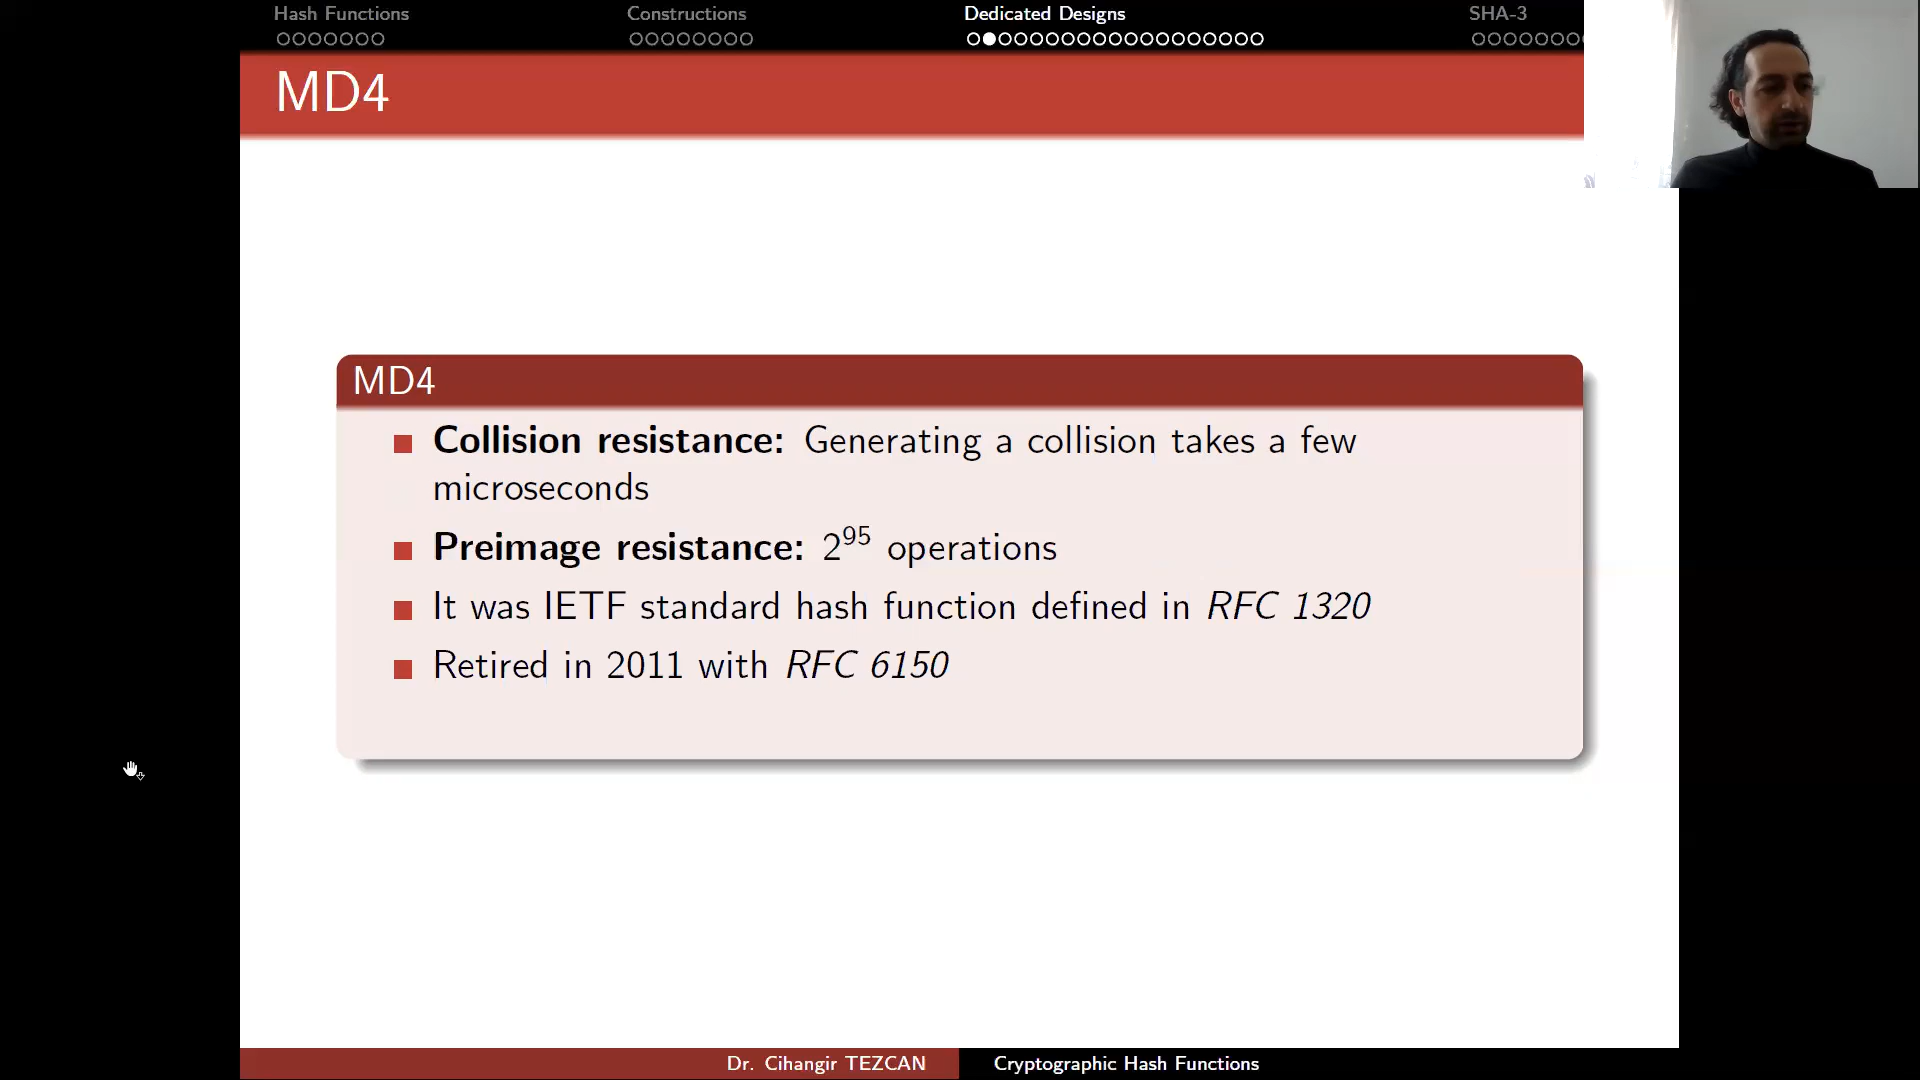 Hash Functions Constructions Dedicated Designs SHA-3
MD4
MD4
Collision resistance: Generating a collision takes a few
microseconds
Preimage resistance: 2^95 operations
It was IETF standard hash function defined in RFC 1320
Retired in 2011 with RFC 6150
Dr. Cihangir TEZCAN Cryptographic Hash Functions